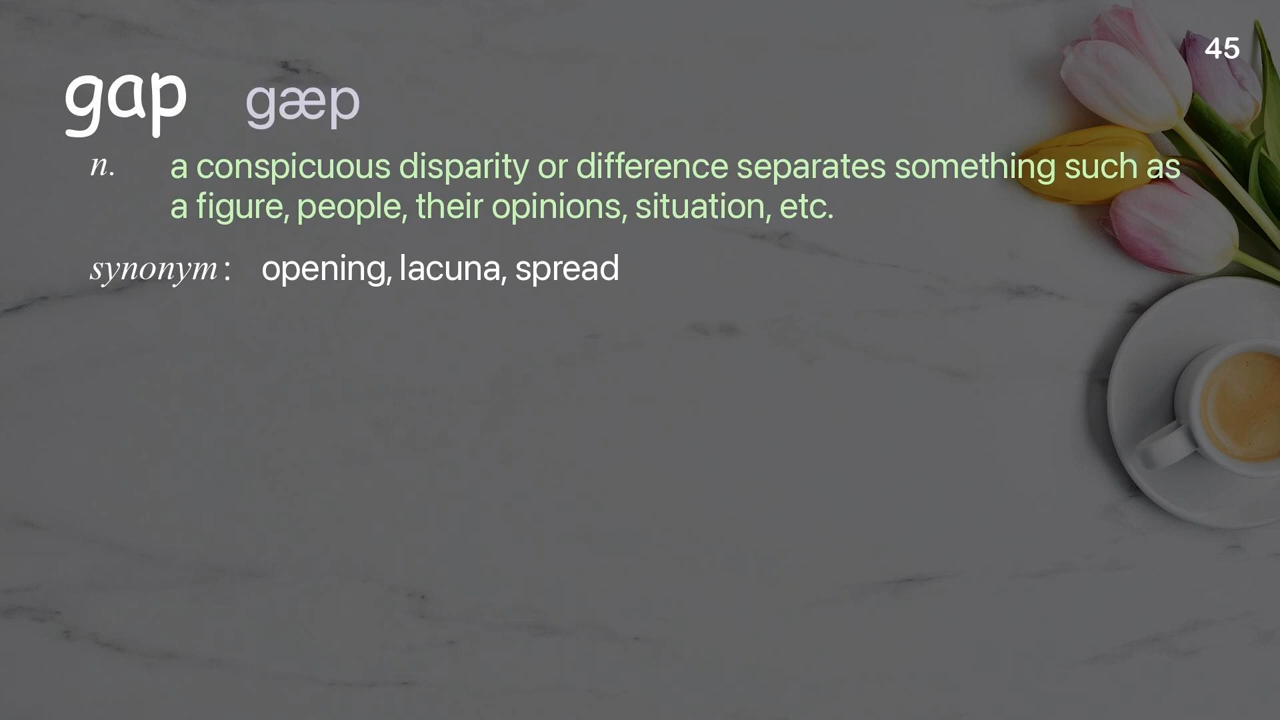 45
gap gæp
n. a conspicuous disparity or difference separates something such as
a figure, people, their opinions, situation, etc.
synonym: opening, lacuna, spread